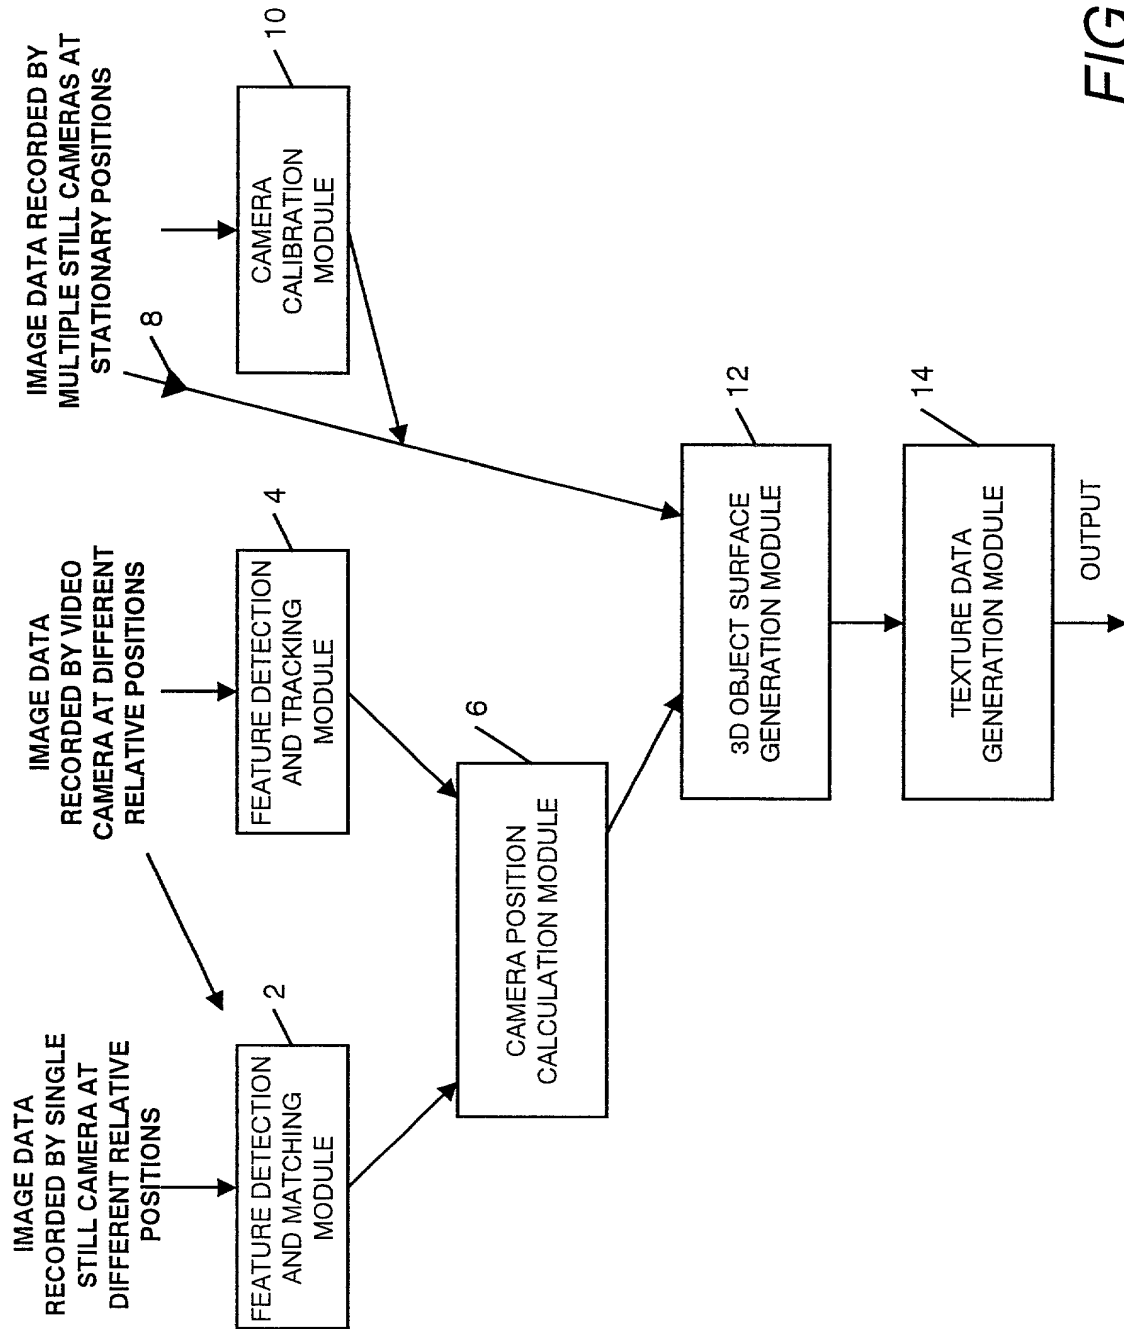 IMAGE DATA
RECORDED BY SINGLE
STILL CAMERA AT
DIFFERENT RELATIVE
POSITIONS
IMAGE DATA
RECORDED BY VIDEO
CAMERA AT DIFFERENT
RELATIVE POSITIONS
IMAGE DATA RECORDED BY
MULTIPLE STILL CAMERAS AT
STATIONARY POSITIONS
8
2
FEATURE DETECTION
AND MATCHING
MODULE
4
FEATURE DETECTION
AND TRACKING
MODULE
10
CAMERA
CALIBRATION
MODULE
6
CAMERA POSITION
CALCULATION MODULE
12
3D OBJECT SURFACE
GENERATION MODULE
14
TEXTURE DATA
GENERATION MODULE
OUTPUT
FIG